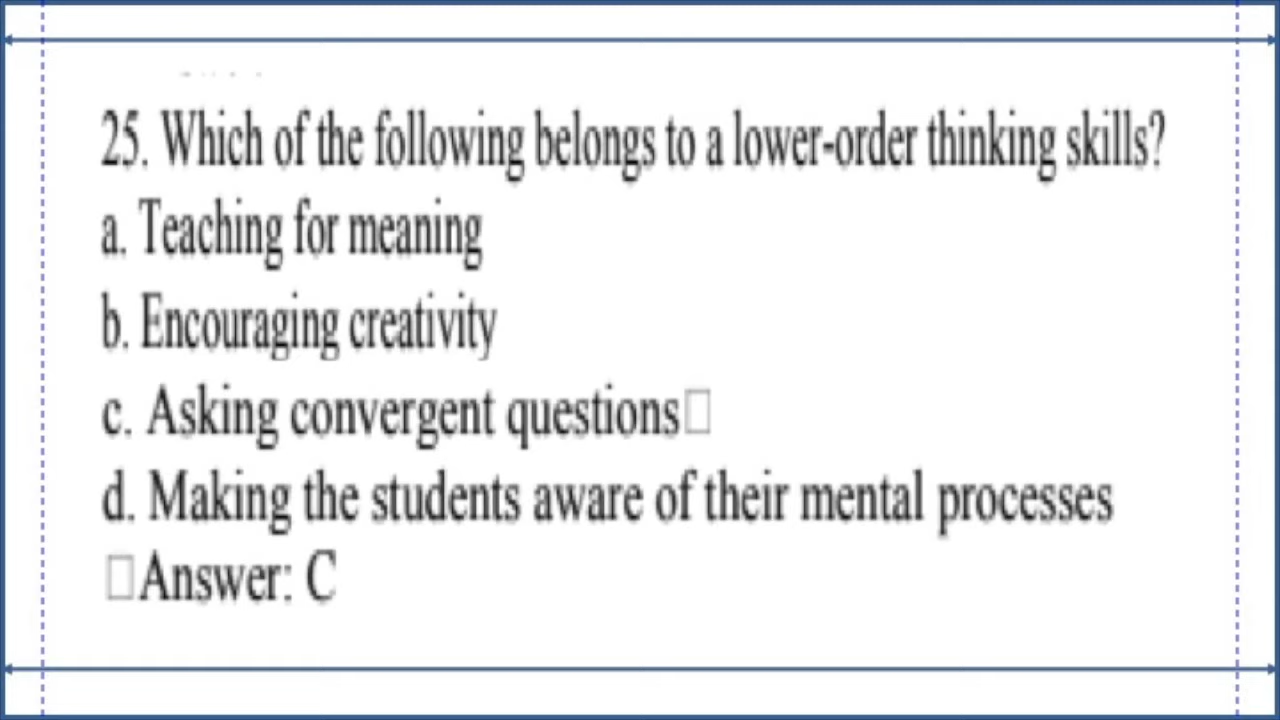 25. Which of the following belongs to a lower-order thinking skills?
a. Teaching for meaning
b. Encouraging creativity
c. Asking convergent questions□
d. Making the students aware of their mental processes
□Answer: C